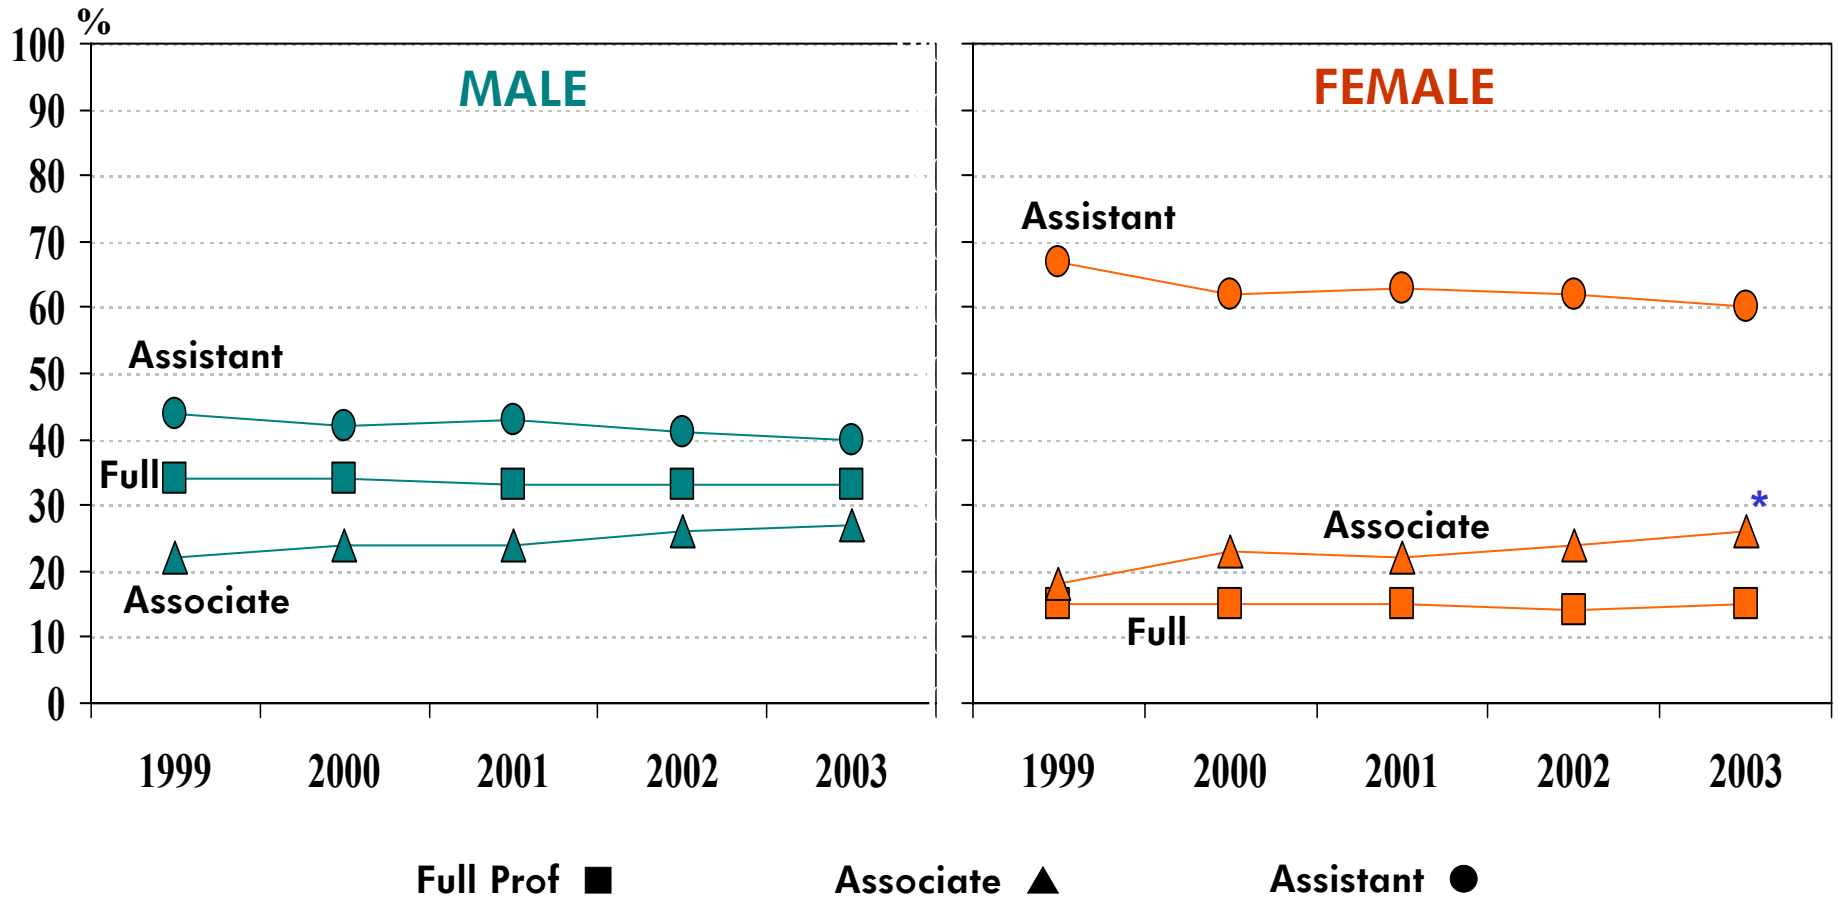 %
MALE
FEMALE
100
90
80
70
60
50
40
30
20
10
0
Assistant
Full
Associate
Assistant
*
Associate
Full
1999 2000 2001 2002 2003
1999 2000 2001 2002 2003
Full Prof Associate Assistant